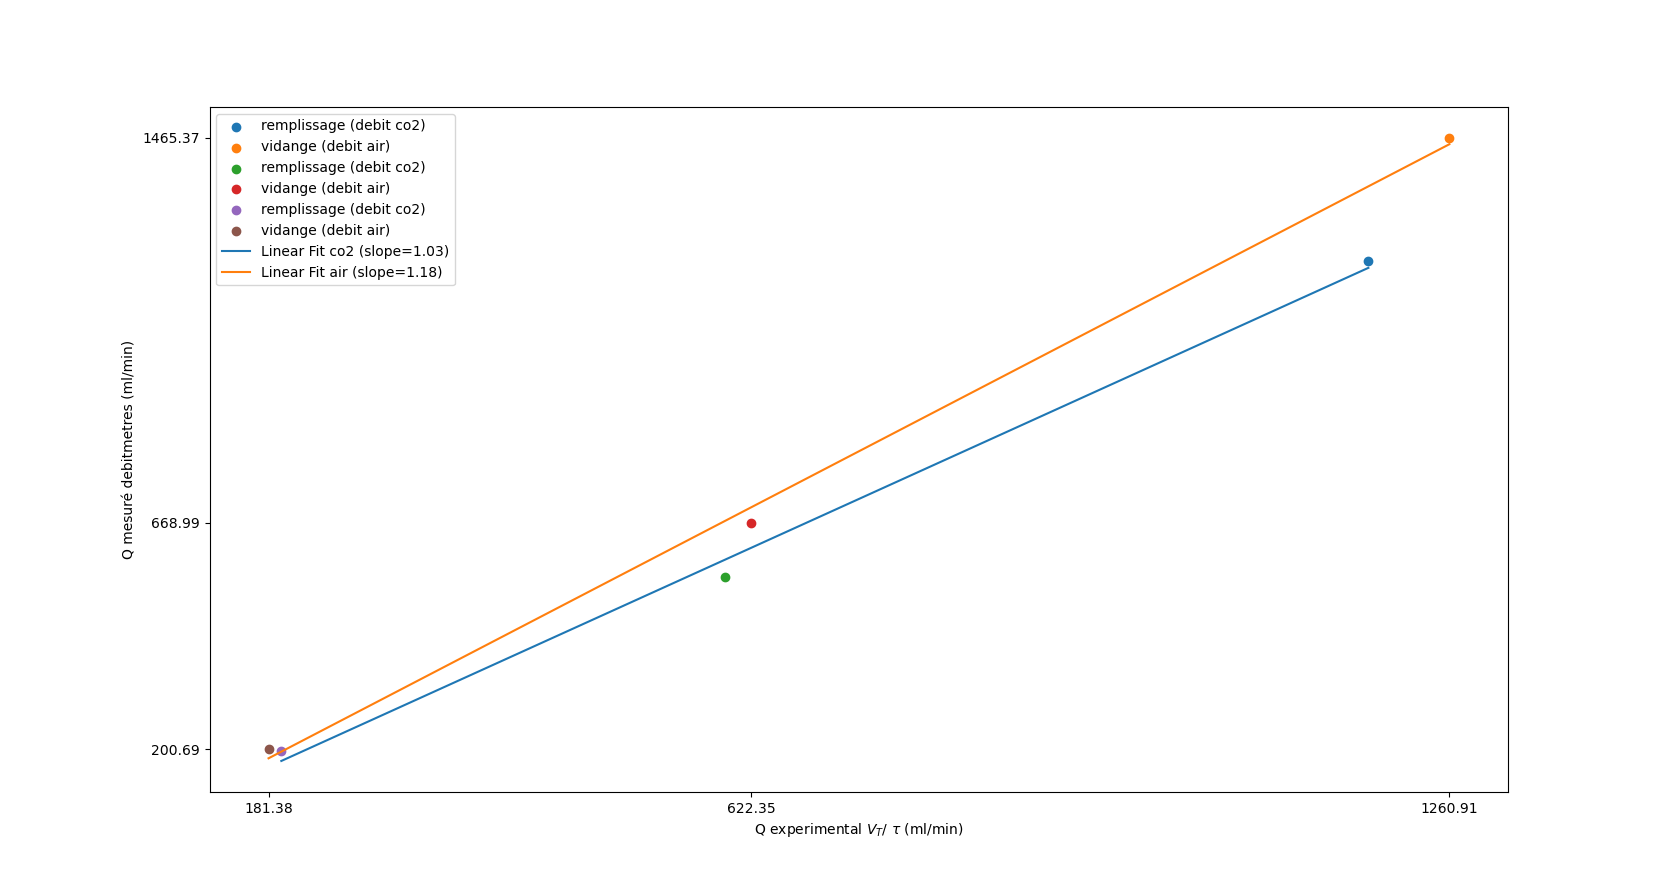 remplissage (debit co2)
vidange (debit air)
remplissage (debit co2)
vidange (debit air)
remplissage (debit co2)
vidange (debit air)
Linear Fit co2 (slope=1.03)
Linear Fit air (slope=1.18)
1465.37
668.99
200.69
Q mesuré debitmetres (ml/min)
181.38
622.35
1260.91
Q experimental $V_T$/ $\tau$ (ml/min)